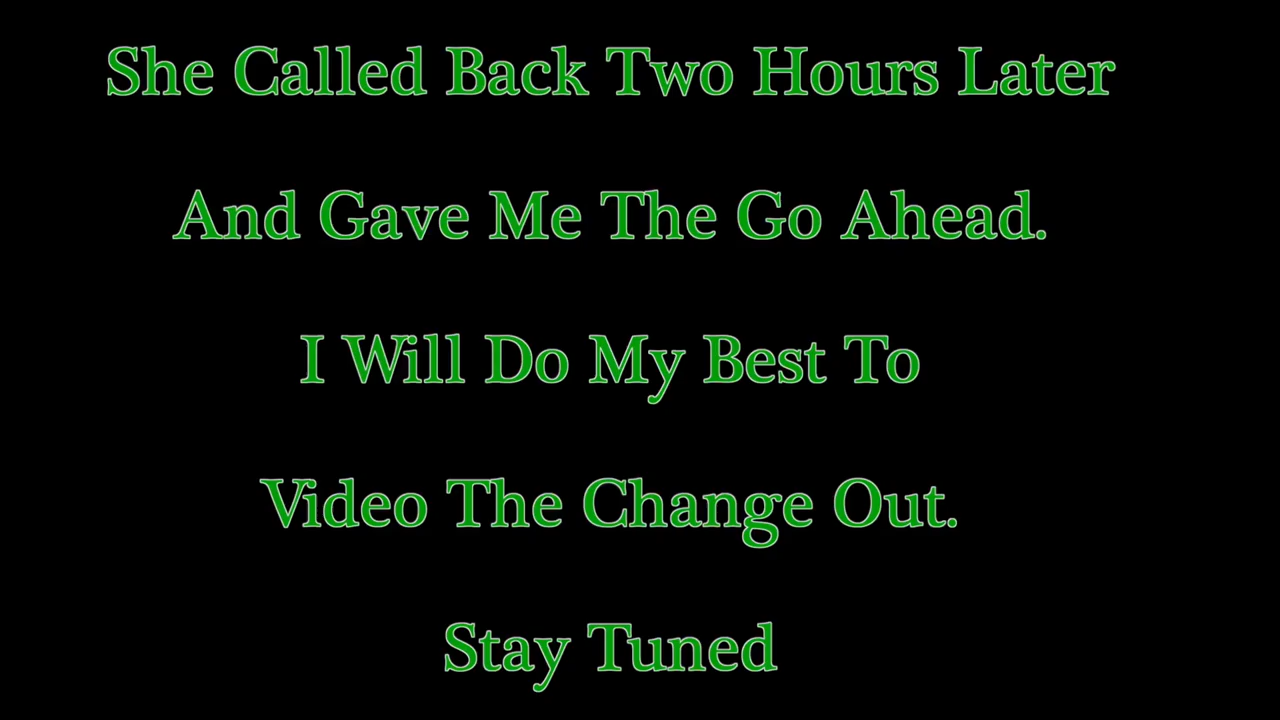 She Called Back Two Hours Later
And Gave Me The Go Ahead.
I Will Do My Best To
Video The Change Out.
Stay Tuned